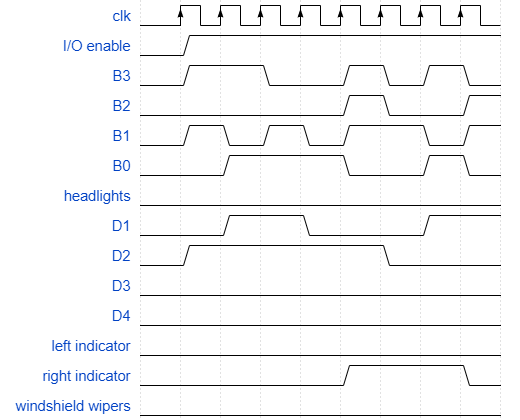 clk
I/O enable
B3
B2
B1
B0
headlights
D1
D2
D3
D4
left indicator
right indicator
windshield wipers